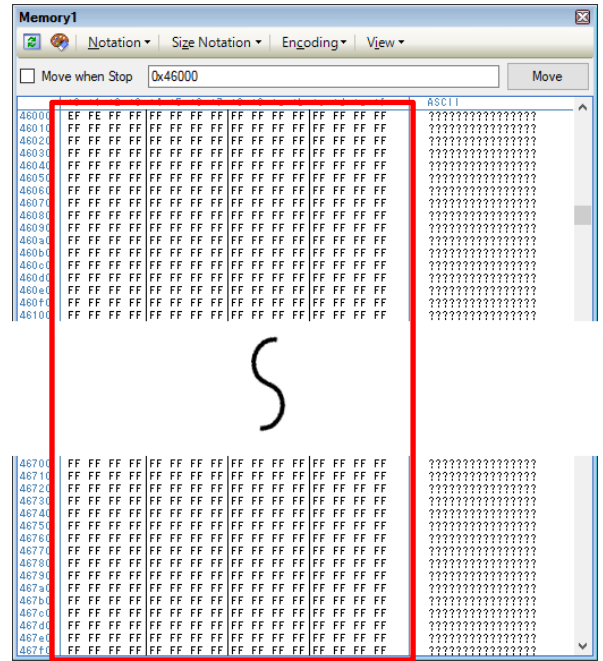 Memory1
Notation Size Notation Encoding View
Move when Stop 0x46000 Move
ASCII
46000 EF FE FF FF FF FF FF FF FF FF FF FF FF FF FF FF ????????????????
46010 FF FF FF FF FF FF FF FF FF FF FF FF FF FF FF FF ????????????????
46020 FF FF FF FF FF FF FF FF FF FF FF FF FF FF FF FF ????????????????
46030 FF FF FF FF FF FF FF FF FF FF FF FF FF FF FF FF ????????????????
46040 FF FF FF FF FF FF FF FF FF FF FF FF FF FF FF FF ????????????????
46050 FF FF FF FF FF FF FF FF FF FF FF FF FF FF FF FF ????????????????
46060 FF FF FF FF FF FF FF FF FF FF FF FF FF FF FF FF ????????????????
46070 FF FF FF FF FF FF FF FF FF FF FF FF FF FF FF FF ????????????????
46080 FF FF FF FF FF FF FF FF FF FF FF FF FF FF FF FF ????????????????
46090 FF FF FF FF FF FF FF FF FF FF FF FF FF FF FF FF ????????????????
460a0 FF FF FF FF FF FF FF FF FF FF FF FF FF FF FF FF ????????????????
460b0 FF FF FF FF FF FF FF FF FF FF FF FF FF FF FF FF ????????????????
460c0 FF FF FF FF FF FF FF FF FF FF FF FF FF FF FF FF ????????????????
460d0 FF FF FF FF FF FF FF FF FF FF FF FF FF FF FF FF ????????????????
460e0 FF FF FF FF FF FF FF FF FF FF FF FF FF FF FF FF ????????????????
460f0 FF FF FF FF FF FF FF FF FF FF FF FF FF FF FF FF ????????????????
46100 FF FF FF FF FF FF FF FF FF FF FF FF FF FF FF FF ????????????????
46700 FF FF FF FF FF FF FF FF FF FF FF FF FF FF FF FF ????????????????
46710 FF FF FF FF FF FF FF FF FF FF FF FF FF FF FF FF ????????????????
46720 FF FF FF FF FF FF FF FF FF FF FF FF FF FF FF FF ????????????????
46730 FF FF FF FF FF FF FF FF FF FF FF FF FF FF FF FF ????????????????
46740 FF FF FF FF FF FF FF FF FF FF FF FF FF FF FF FF ????????????????
46750 FF FF FF FF FF FF FF FF FF FF FF FF FF FF FF FF ????????????????
46760 FF FF FF FF FF FF FF FF FF FF FF FF FF FF FF FF ????????????????
46770 FF FF FF FF FF FF FF FF FF FF FF FF FF FF FF FF ????????????????
46780 FF FF FF FF FF FF FF FF FF FF FF FF FF FF FF FF ????????????????
46790 FF FF FF FF FF FF FF FF FF FF FF FF FF FF FF FF ????????????????
467a0 FF FF FF FF FF FF FF FF FF FF FF FF FF FF FF FF ????????????????
467b0 FF FF FF FF FF FF FF FF FF FF FF FF FF FF FF FF ????????????????
467c0 FF FF FF FF FF FF FF FF FF FF FF FF FF FF FF FF ????????????????
467d0 FF FF FF FF FF FF FF FF FF FF FF FF FF FF FF FF ????????????????
467e0 FF FF FF FF FF FF FF FF FF FF FF FF FF FF FF FF ????????????????
467f0 FF FF FF FF FF FF FF FF FF FF FF FF FF FF FF FF ????????????????